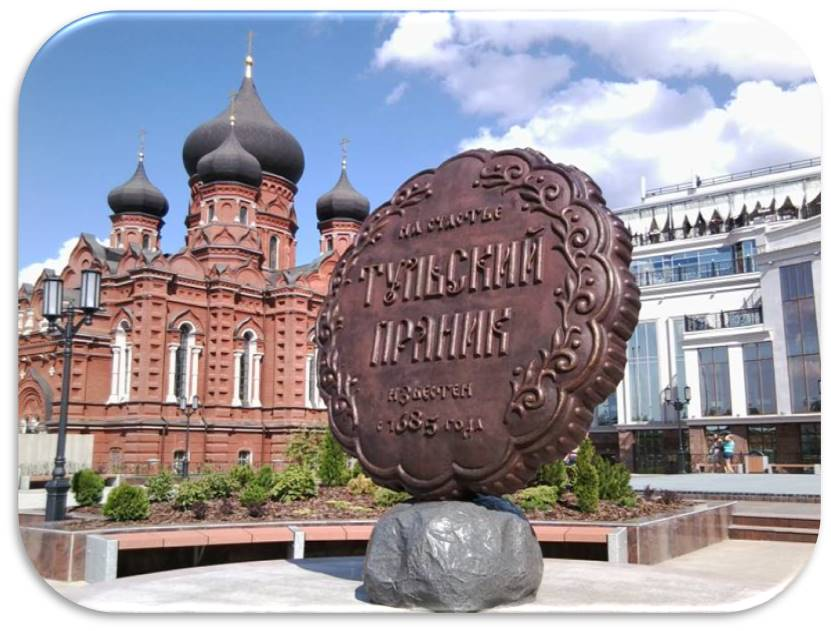 НА СЧАСТЬЕ
ТУЛЬСКИЙ
ПРЯНИК
ИЗВЕСТЕН
с 1685 ГОДА